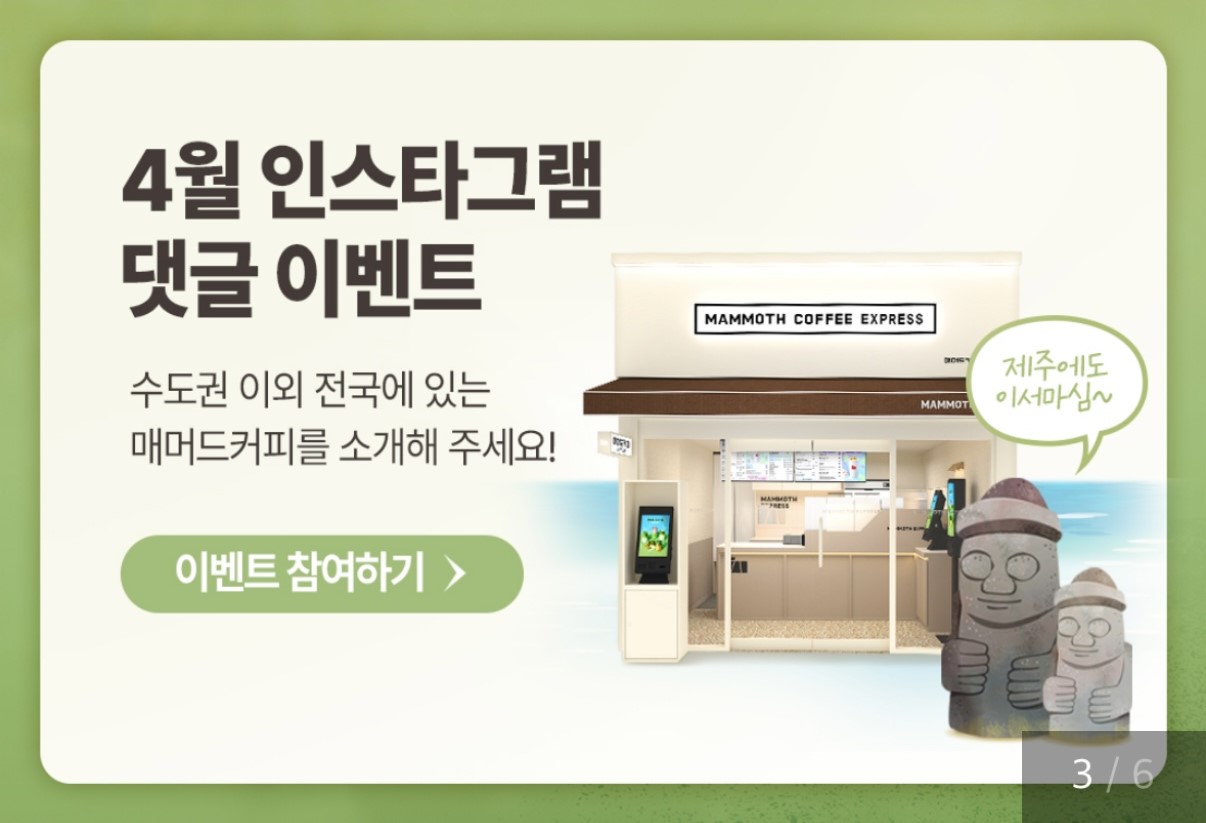 4월 인스타그램
댓글 이벤트
수도권 이외 전국에 있는
매머드커피를 소개해 주세요!
이벤트 참여하기
MAMMOTH COFFEE EXPRESS
MAMMOT
제주에도
이서마심~
MAMMOTH
PRESS
3 / 6